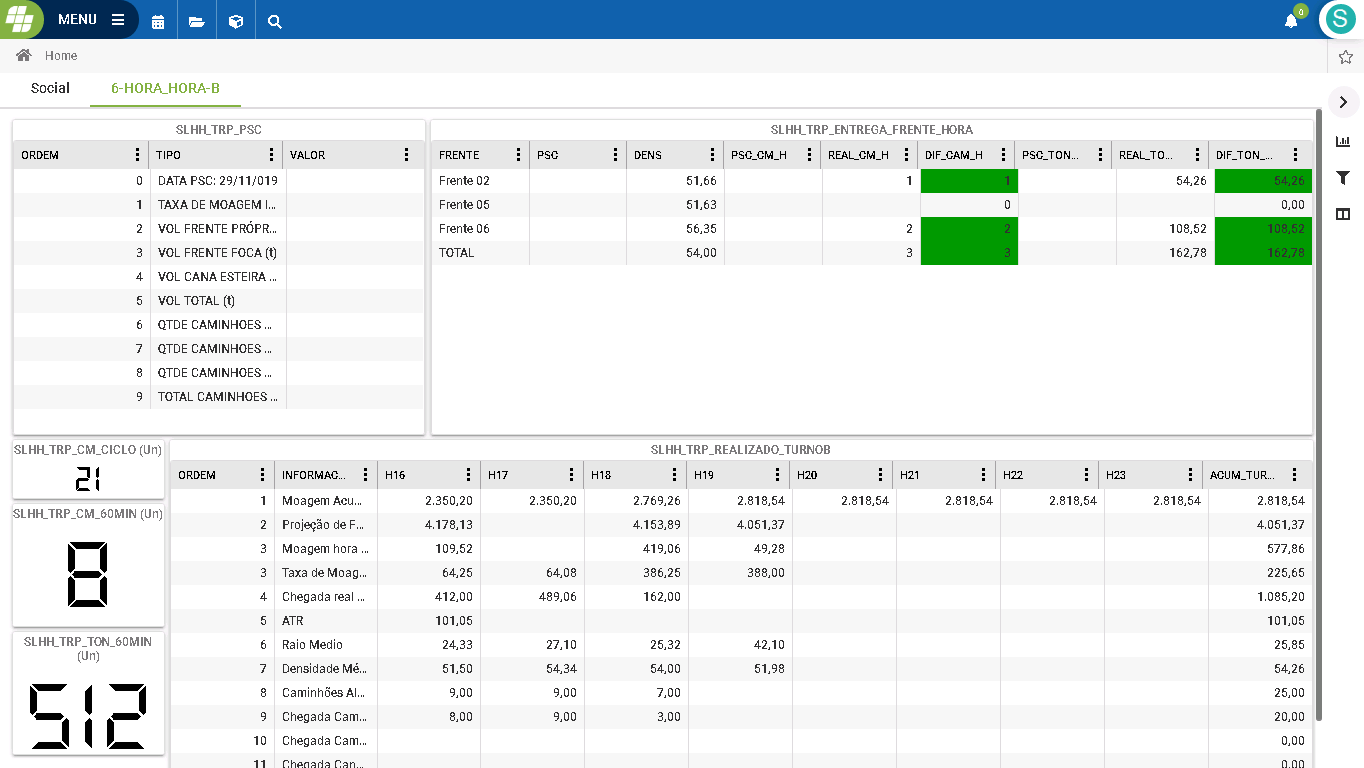 MENU
0
S
Home
Social 6-HORA_HORA-B
SLHH_TRP_PSC
ORDEM TIPO VALOR
0 DATA PSC: 29/11/019
1 TAXA DE MOAGEM I...
2 VOL FRENTE PRÓPR...
3 VOL FRENTE FOCA (t)
4 VOL CANA ESTEIRA ...
5 VOL TOTAL (t)
6 QTDE CAMINHOES ...
7 QTDE CAMINHOES ...
8 QTDE CAMINHOES ...
9 TOTAL CAMINHOES ...
SLHH_TRP_ENTREGA_FRENTE_HORA
FRENTE PSC DENS PSC_CM_H REAL_CM_H DIF_CAM_H PSC_TON... REAL_TO... DIF_TON_...
Frente 02 51,66 1 1 54,26 54,26
Frente 05 51,63 0 0,00
Frente 06 56,35 2 2 108,52 108,52
TOTAL 54,00 3 3 162,78 162,78
SLHH_TRP_CM_CICLO (Un)
21
SLHH_TRP_CM_60MIN (Un)
8
SLHH_TRP_TON_60MIN
(Un)
512
SLHH_TRP_REALIZADO_TURNOB
ORDEM INFORMAC... H16 H17 H18 H19 H20 H21 H22 H23 ACUM_TUR...
1 Moagem Acu... 2.350,20 2.350,20 2.769,26 2.818,54 2.818,54 2.818,54 2.818,54 2.818,54 2.818,54
2 Projeção de F... 4.178,13 4.153,89 4.051,37 4.051,37
3 Moagem hora ... 109,52 419,06 49,28 577,86
3 Taxa de Moag... 64,25 64,08 386,25 388,00 225,65
4 Chegada real ... 412,00 489,06 162,00 1.085,20
5 ATR 101,05 101,05
6 Raio Medio 24,33 27,10 25,32 42,10 25,85
7 Densidade Mé... 51,50 54,34 54,00 51,98 54,26
8 Caminhões Al... 9,00 9,00 7,00 25,00
9 Chegada Cam... 8,00 9,00 3,00 20,00
10 Chegada Cam... 0,00
11 Chegada Can... 0,00